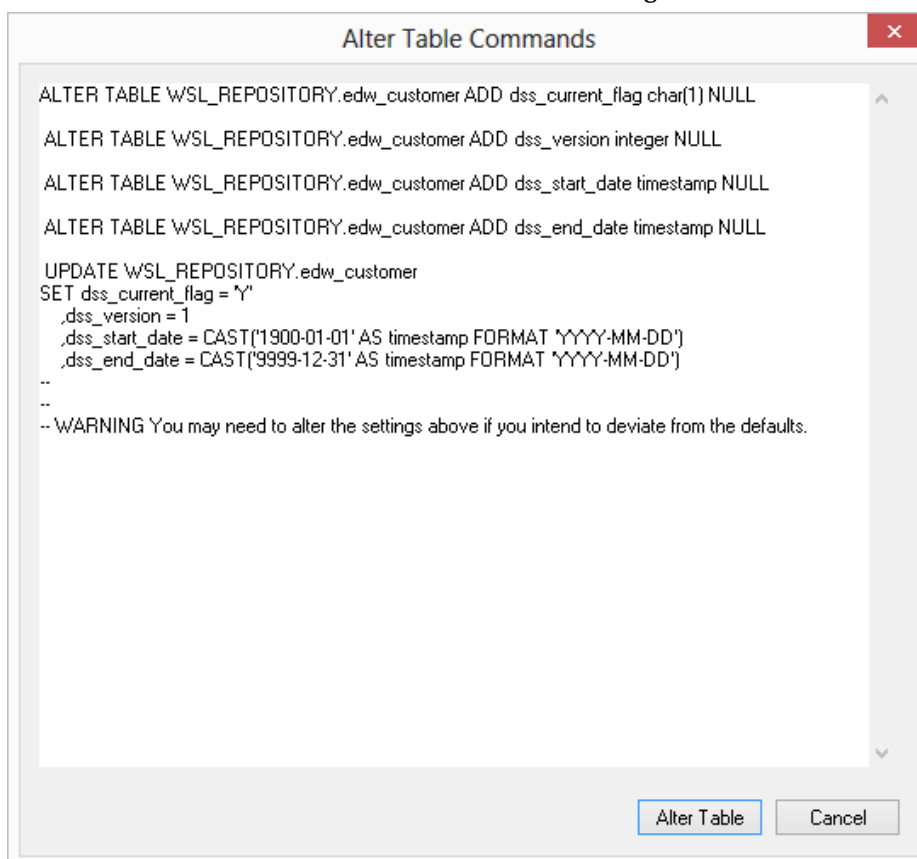 Alter Table Commands
ALTER TABLE WSL_REPOSITORY.edw_customer ADD dss_current_flag char(1) NULL
ALTER TABLE WSL_REPOSITORY.edw_customer ADD dss_version integer NULL
ALTER TABLE WSL_REPOSITORY.edw_customer ADD dss_start_date timestamp NULL
ALTER TABLE WSL_REPOSITORY.edw_customer ADD dss_end_date timestamp NULL
UPDATE WSL_REPOSITORY.edw_customer
SET dss_current_flag = 'Y'
,dss_version = 1
,dss_start_date = CAST('1900-01-01' AS timestamp FORMAT 'YYYY-MM-DD')
,dss_end_date = CAST('9999-12-31' AS timestamp FORMAT 'YYYY-MM-DD')
--
--
-- WARNING You may need to alter the settings above if you intend to deviate from the defaults.
Alter Table Cancel